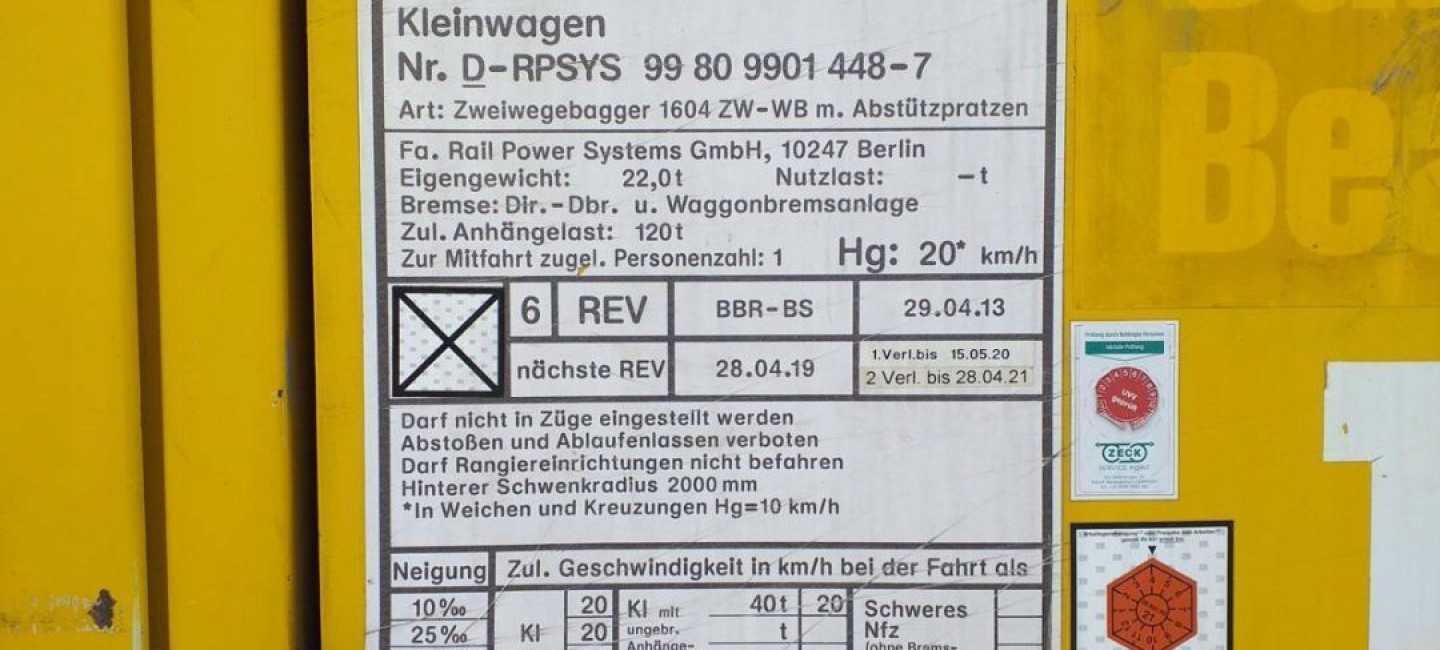 Kleinwagen
Nr. D-RPSYS 99 80 9901 448-7
Art: Zweiwegebagger 1604 ZW-WB m. Abstützpratzen
Fa. Rail Power Systems GmbH, 10247 Berlin
Eigengewicht: 22,0t Nutzlast: -t
Bremse: Dir.-Dbr. u. Waggonbremsanlage
Zul. Anhängelast: 120t
Zur Mitfahrt zugel. Personenzahl: 1 Hg: 20* km/h
6 REV BBR-BS 29.04.13
nächste REV 28.04.19 1.Verl.bis 15.05.20
2 Verl. bis 28.04.21
Darf nicht in Züge eingestellt werden
Abstoßen und Ablaufenlassen verboten
Darf Rangiereinrichtungen nicht befahren
Hinterer Schwenkradius 2000 mm
*In Weichen und Kreuzungen Hg=10 km/h
Neigung Zul. Geschwindigkeit in km/h bei der Fahrt als
10‰ 20 Kl mit 40t 20 Schweres
25‰ Kl 20 ungebr. t Nfz
Anhänge- (ohne Brems-
Be
UVV
geprüft
ZECK
SERVICE POINT
21